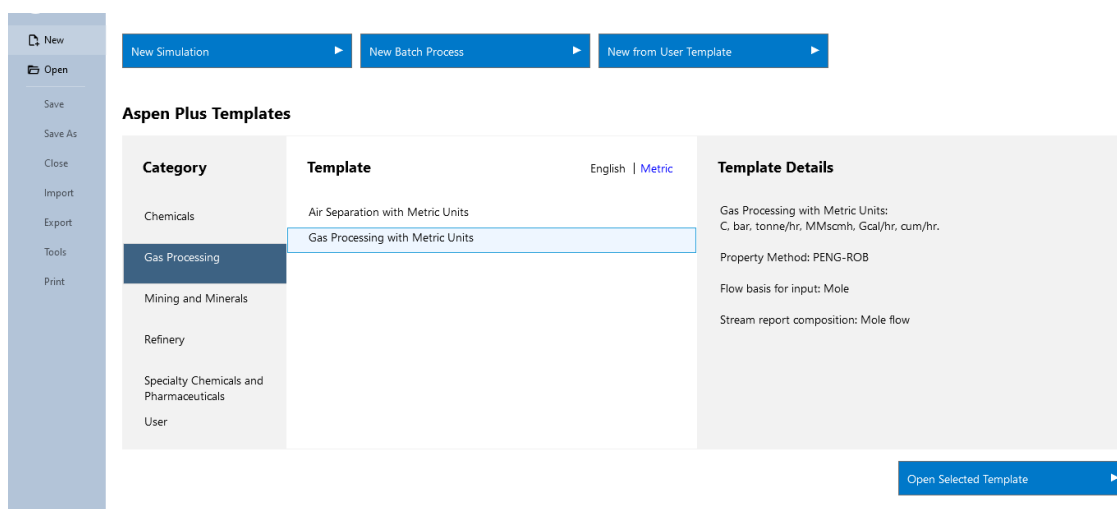 New
Open
Save
Save As
Close
Import
Export
Tools
Print
New Simulation
New Batch Process
New from User Template
Aspen Plus Templates
Category
Chemicals
Gas Processing
Mining and Minerals
Refinery
Specialty Chemicals and
Pharmaceuticals
User
Template
English | Metric
Air Separation with Metric Units
Gas Processing with Metric Units
Template Details
Gas Processing with Metric Units:
C, bar, tonne/hr, MMscmh, Gcal/hr, cum/hr.
Property Method: PENG-ROB
Flow basis for input: Mole
Stream report composition: Mole flow
Open Selected Template